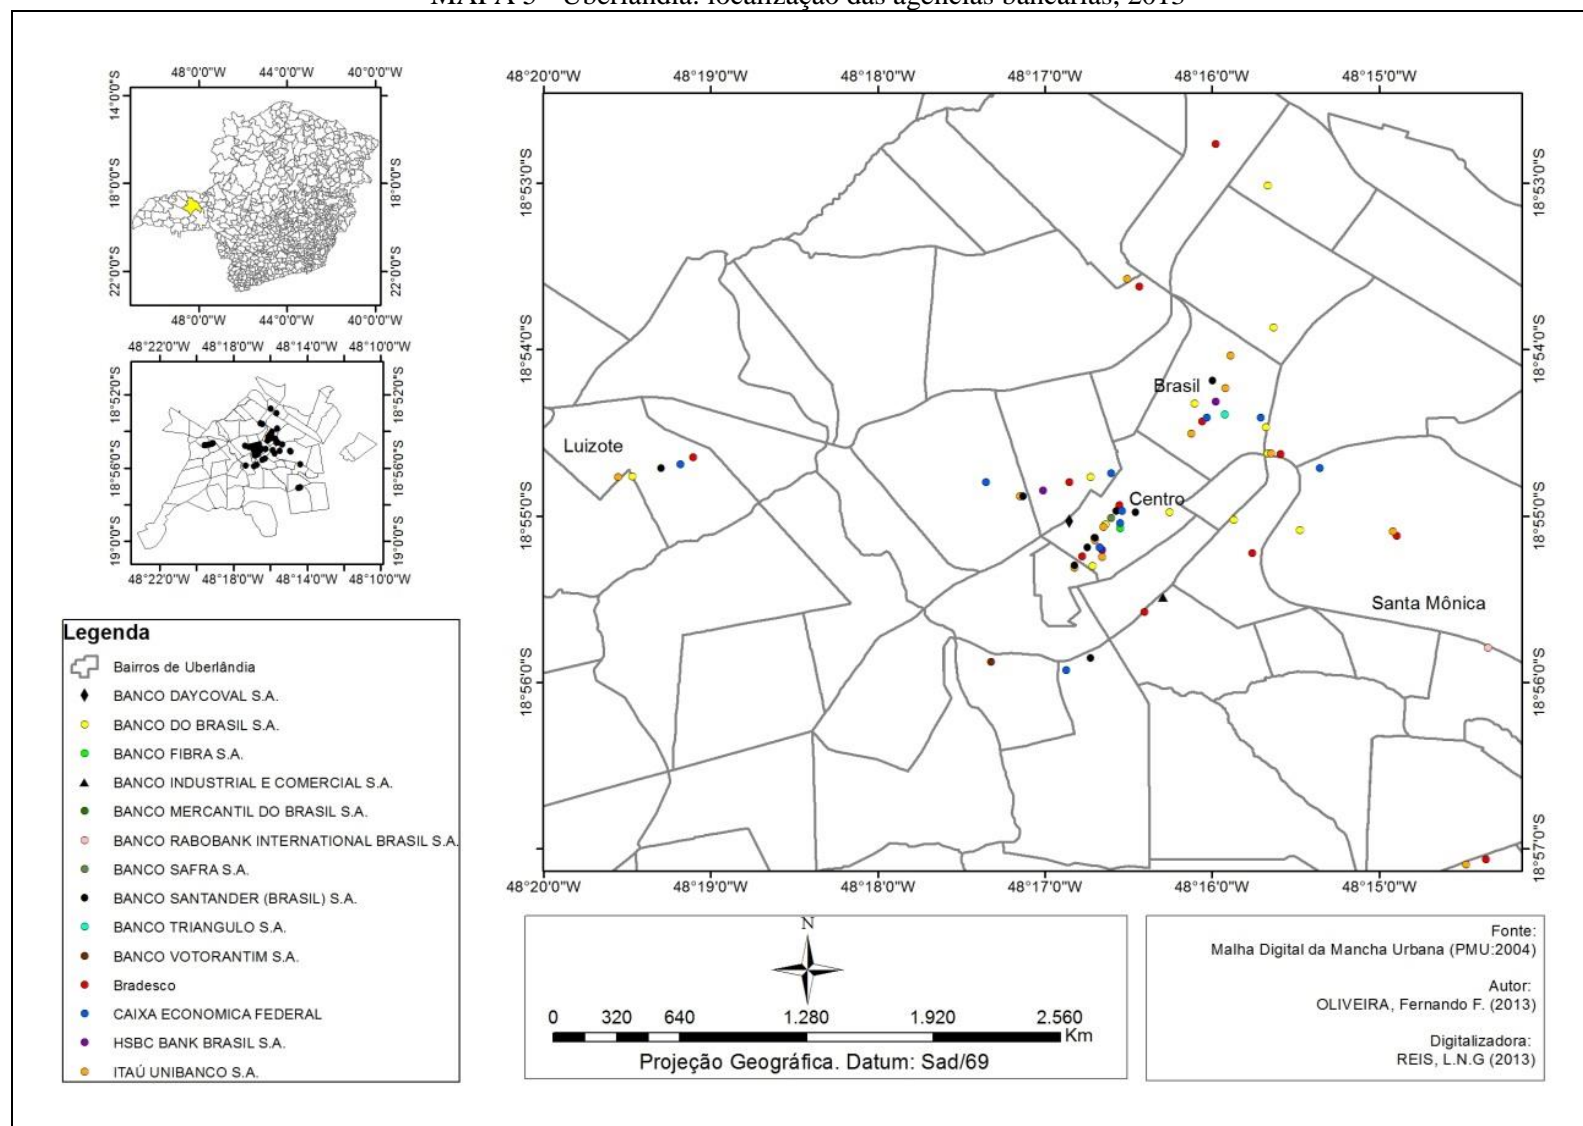 MAPA 3 - Uberlândia: localização das agências bancárias, 2013
48°0'0"W 44°0'0"W 40°0'0"W
14°0'0"S 14°0'0"S
18°0'0"S 18°0'0"S
22°0'0"S 22°0'0"S
48°0'0"W 44°0'0"W 40°0'0"W
48°22'0"W 48°18'0"W 48°14'0"W 48°10'0"W
18°52'0"S 18°52'0"S
18°56'0"S 18°56'0"S
19°0'0"S 19°0'0"S
48°22'0"W 48°18'0"W 48°14'0"W 48°10'0"W
48°20'0"W 48°19'0"W 48°18'0"W 48°17'0"W 48°16'0"W 48°15'0"W
18°53'0"S 18°53'0"S
18°54'0"S 18°54'0"S
Brasil
Luizote
Centro
18°55'0"S 18°55'0"S
Santa Mônica
18°56'0"S 18°56'0"S
18°57'0"S
48°20'0"W 48°19'0"W 48°18'0"W 48°17'0"W 48°16'0"W 48°15'0"W
Legenda
Bairros de Uberlândia
BANCO DAYCOVAL S.A.
BANCO DO BRASIL S.A.
BANCO FIBRA S.A.
BANCO INDUSTRIAL E COMERCIAL S.A.
BANCO MERCANTIL DO BRASIL S.A.
BANCO RABOBANK INTERNATIONAL BRASIL S.A.
BANCO SAFRA S.A.
BANCO SANTANDER (BRASIL) S.A.
BANCO TRIANGULO S.A.
BANCO VOTORANTIM S.A.
Bradesco
CAIXA ECONOMICA FEDERAL
HSBC BANK BRASIL S.A.
ITAÚ UNIBANCO S.A.
N
0 320 640 1.280 1.920 2.560
Km
Projeção Geográfica. Datum: Sad/69
Fonte:
Malha Digital da Mancha Urbana (PMU:2004)
Autor:
OLIVEIRA, Fernando F. (2013)
Digitalizadora:
REIS, L.N.G (2013)